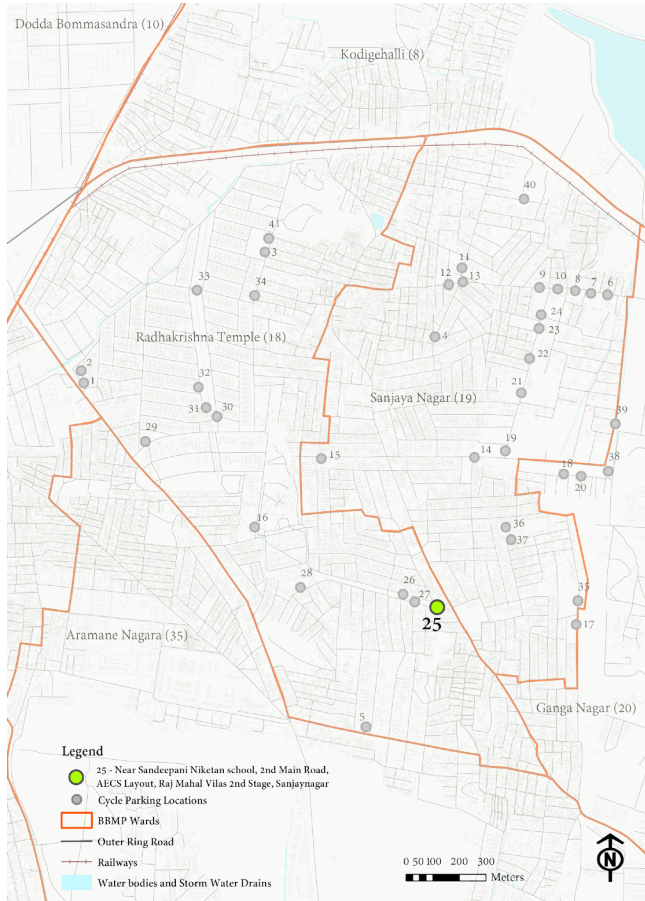 Dodda Bommasandra (10)
Kodigehalli (8)
40
41
3
11
12
13
33
34
9
10
8
7
6
24
23
Radhakrishna Temple (18)
4
22
2
1
32
21
Sanjaya Nagar (19)
31
30
39
29
15
14
19
18
20
38
16
36
37
28
26
27
25
35
17
Aramane Nagara (35)
Ganga Nagar (20)
5
Legend
25 - Near Sandeepani Niketan school, 2nd Main Road,
AECS Layout, Raj Mahal Vilas 2nd Stage, Sanjaynagar
Cycle Parking Locations
BBMP Wards
Outer Ring Road
Railways
Water bodies and Storm Water Drains
N
0 50 100 200 300
Meters